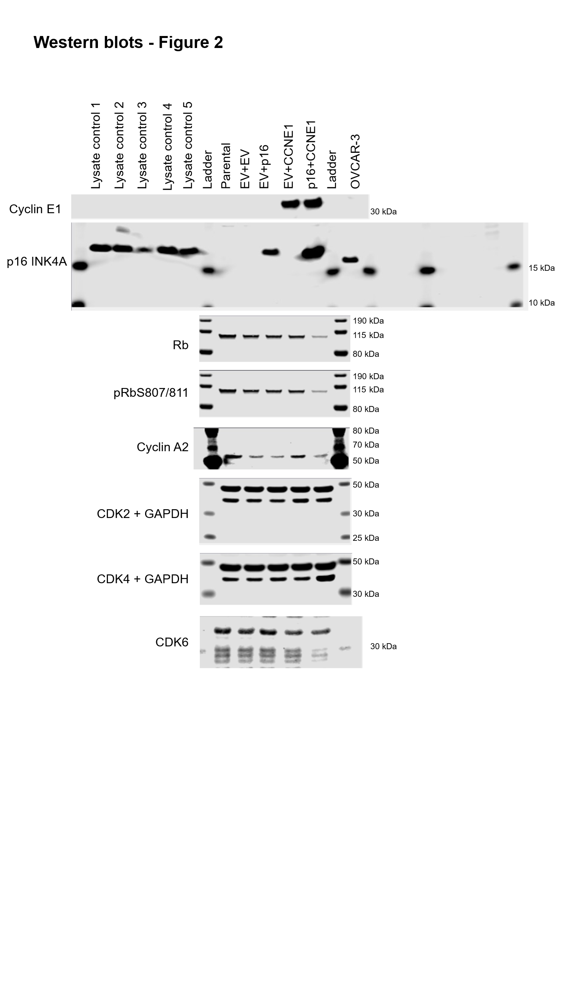 Western blots - Figure 2
Lysate control 1
Lysate control 2
Lysate control 3
Lysate control 4
Lysate control 5
Ladder
Parental
EV+EV
EV+p16
EV+CCNE1
p16+CCNE1
Ladder
OVCAR-3
Cyclin E1
30 kDa
p16 INK4A
15 kDa
10 kDa
Rb
190 kDa
115 kDa
80 kDa
pRbS807/811
190 kDa
115 kDa
80 kDa
Cyclin A2
80 kDa
70 kDa
50 kDa
CDK2 + GAPDH
50 kDa
30 kDa
25 kDa
CDK4 + GAPDH
50 kDa
30 kDa
CDK6
30 kDa